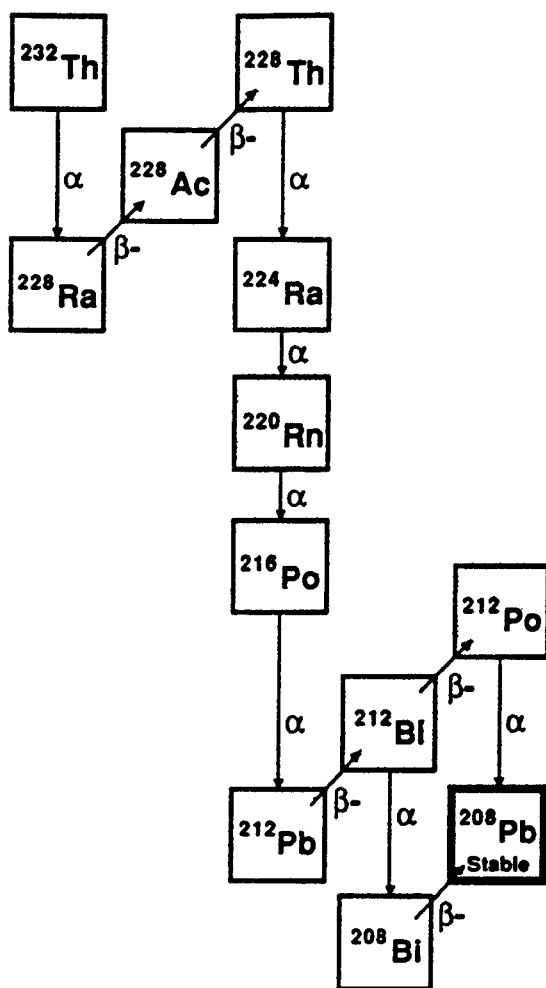 ²³²Th
²²⁸Th
β-
²²⁸Ac
α
α
β-
²²⁸Ra
²²⁴Ra
α
²²⁰Rn
α
²¹⁶Po
²¹²Po
β-
²¹²Bi
α
α
β-
²¹²Pb
α
²⁰⁸Pb
Stable
β-
²⁰⁸Bi